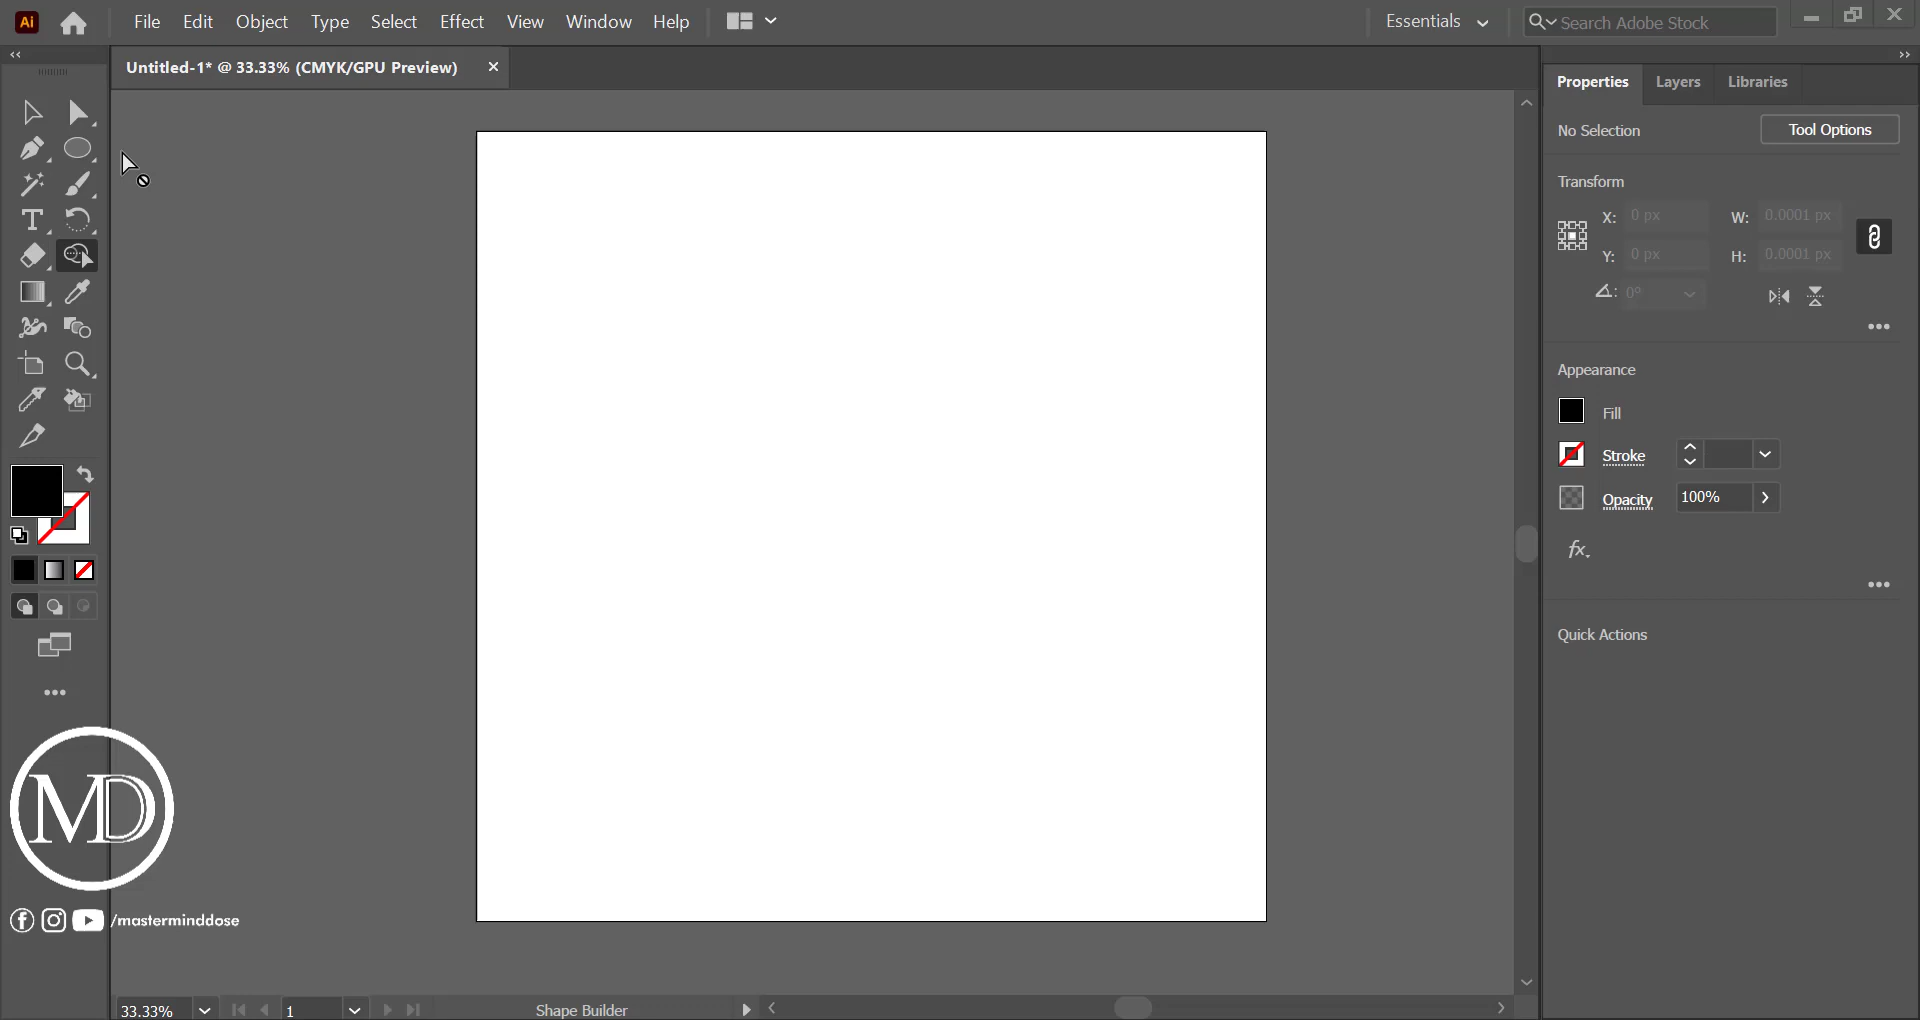 Ai File Edit Object Type Select Effect View Window Help Essentials Search Adobe Stock
Untitled-1* @ 33.33% (CMYK/GPU Preview)
Properties Layers Libraries
No Selection Tool Options
Transform
X: 0 px W: 0.0001 px
Y: 0 px H: 0.0001 px
0°
Appearance
Fill
Stroke
Opacity 100%
fx.
Quick Actions
MD
/masterminddose
33.33% 1 Shape Builder